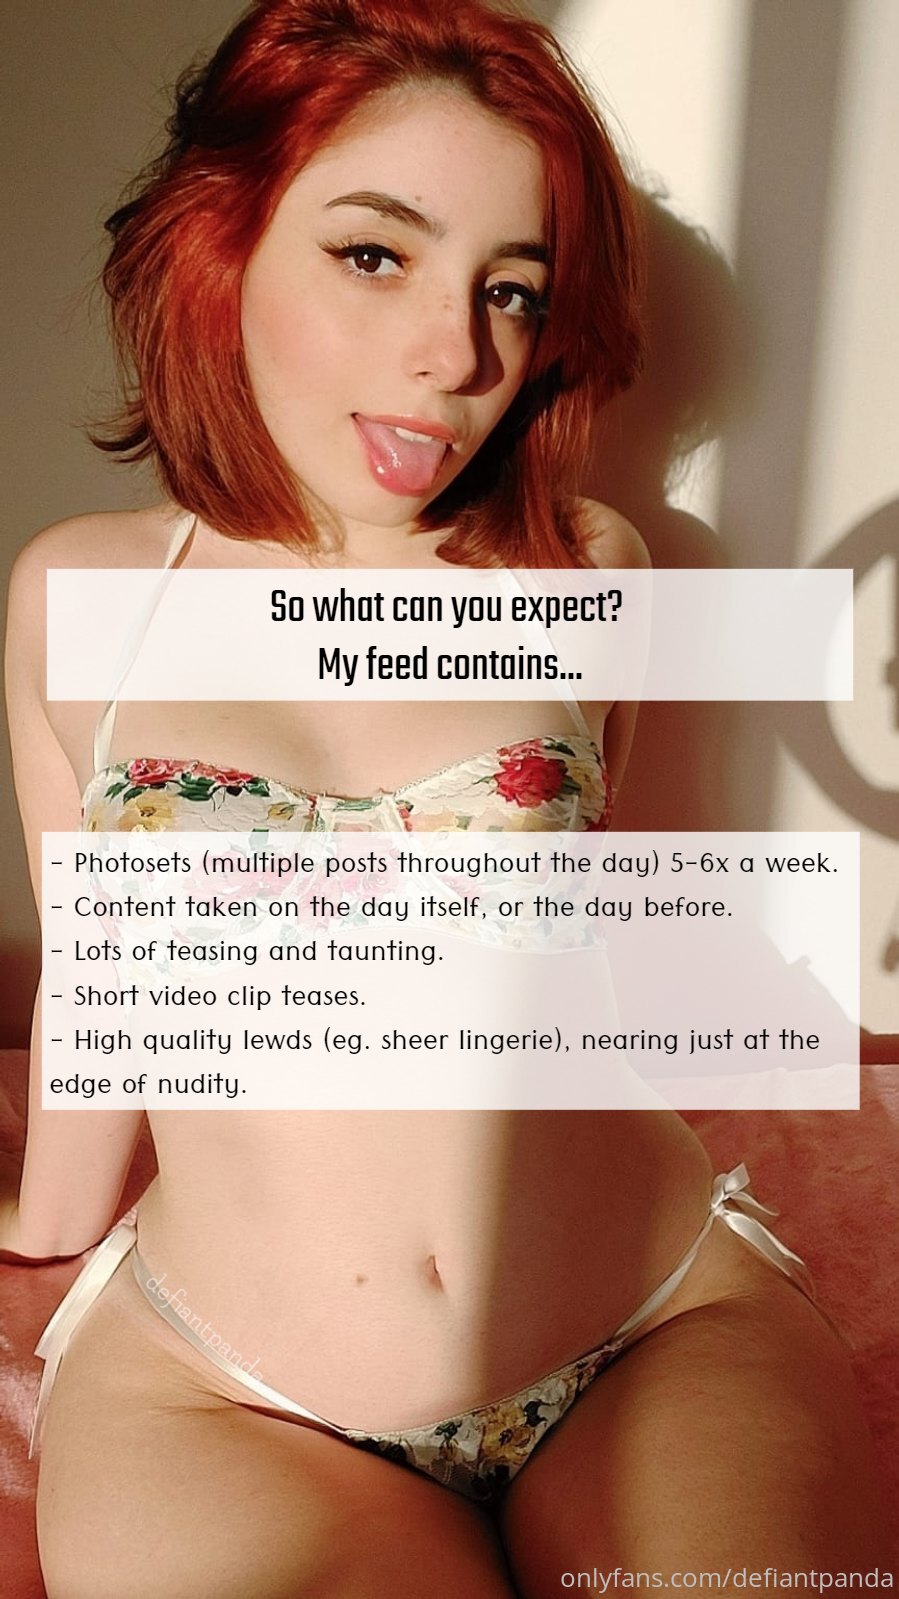 So what can you expect?
My feed contains...
- Photosets (multiple posts throughout the day) 5-6x a week.
- Content taken on the day itself, or the day before.
- Lots of teasing and taunting.
- Short video clip teases.
- High quality lewds (eg. sheer lingerie), nearing just at the
edge of nudity.
defiantpanda
onlyfans.com/defiantpanda